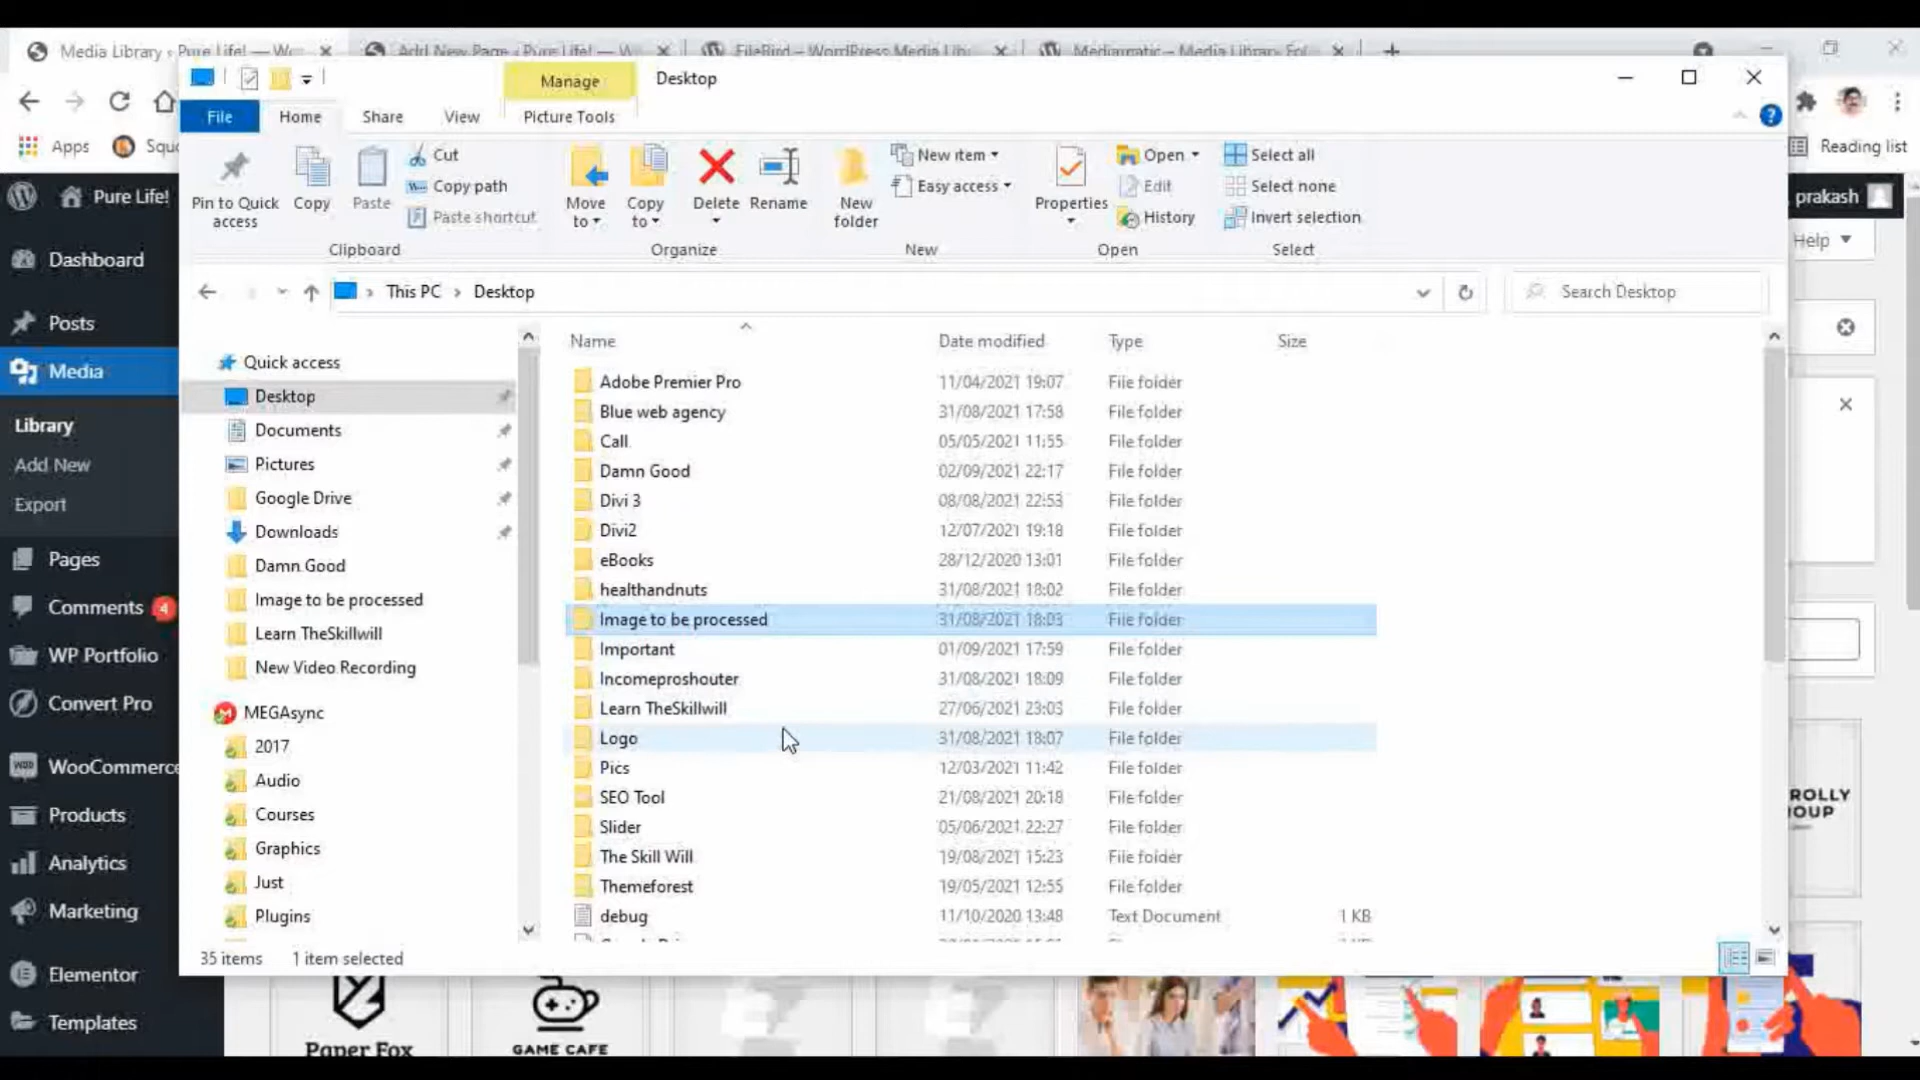 Media Library ‹ Pure Life! — Wo
Add New Page ‹ Pure Life! — W
FileBird – WordPress Media Libr
Mediamatic – Media Library Fol
Manage
Desktop
File
Home
Share
View
Picture Tools
Apps
Squ
Reading list
Pin to Quick access
Copy
Paste
Cut
Copy path
Paste shortcut
Move to
Copy to
Delete
Rename
New folder
New item
Easy access
Properties
Open
Edit
History
Select all
Select none
Invert selection
Clipboard
Organize
New
Open
Select
Pure Life!
prakash
Help
This PC › Desktop
Search Desktop
Dashboard
Posts
Media
Library
Add New
Export
Pages
Comments 4
WP Portfolio
Convert Pro
WooCommerce
Products
Analytics
Marketing
Elementor
Templates
Quick access
Desktop
Documents
Pictures
Google Drive
Downloads
Damn Good
Image to be processed
Learn TheSkillwill
New Video Recording
MEGAsync
2017
Audio
Courses
Graphics
Just
Plugins
Name Date modified Type Size
Adobe Premier Pro 11/04/2021 19:07 File folder
Blue web agency 31/08/2021 17:58 File folder
Call 05/05/2021 11:55 File folder
Damn Good 02/09/2021 22:17 File folder
Divi 3 08/08/2021 22:53 File folder
Divi2 12/07/2021 19:18 File folder
eBooks 28/12/2020 13:01 File folder
healthandnuts 31/08/2021 18:02 File folder
Image to be processed 31/08/2021 18:03 File folder
Important 01/09/2021 17:59 File folder
Incomeproshouter 31/08/2021 18:09 File folder
Learn TheSkillwill 27/06/2021 23:03 File folder
Logo 31/08/2021 18:07 File folder
Pics 12/03/2021 11:42 File folder
SEO Tool 21/08/2021 20:18 File folder
Slider 05/06/2021 22:27 File folder
The Skill Will 19/08/2021 15:23 File folder
Themeforest 19/05/2021 12:55 File folder
debug 11/10/2020 13:48 Text Document 1 KB
35 items 1 item selected
ROLLY
OUP
Paper Fox
GAME CAFE